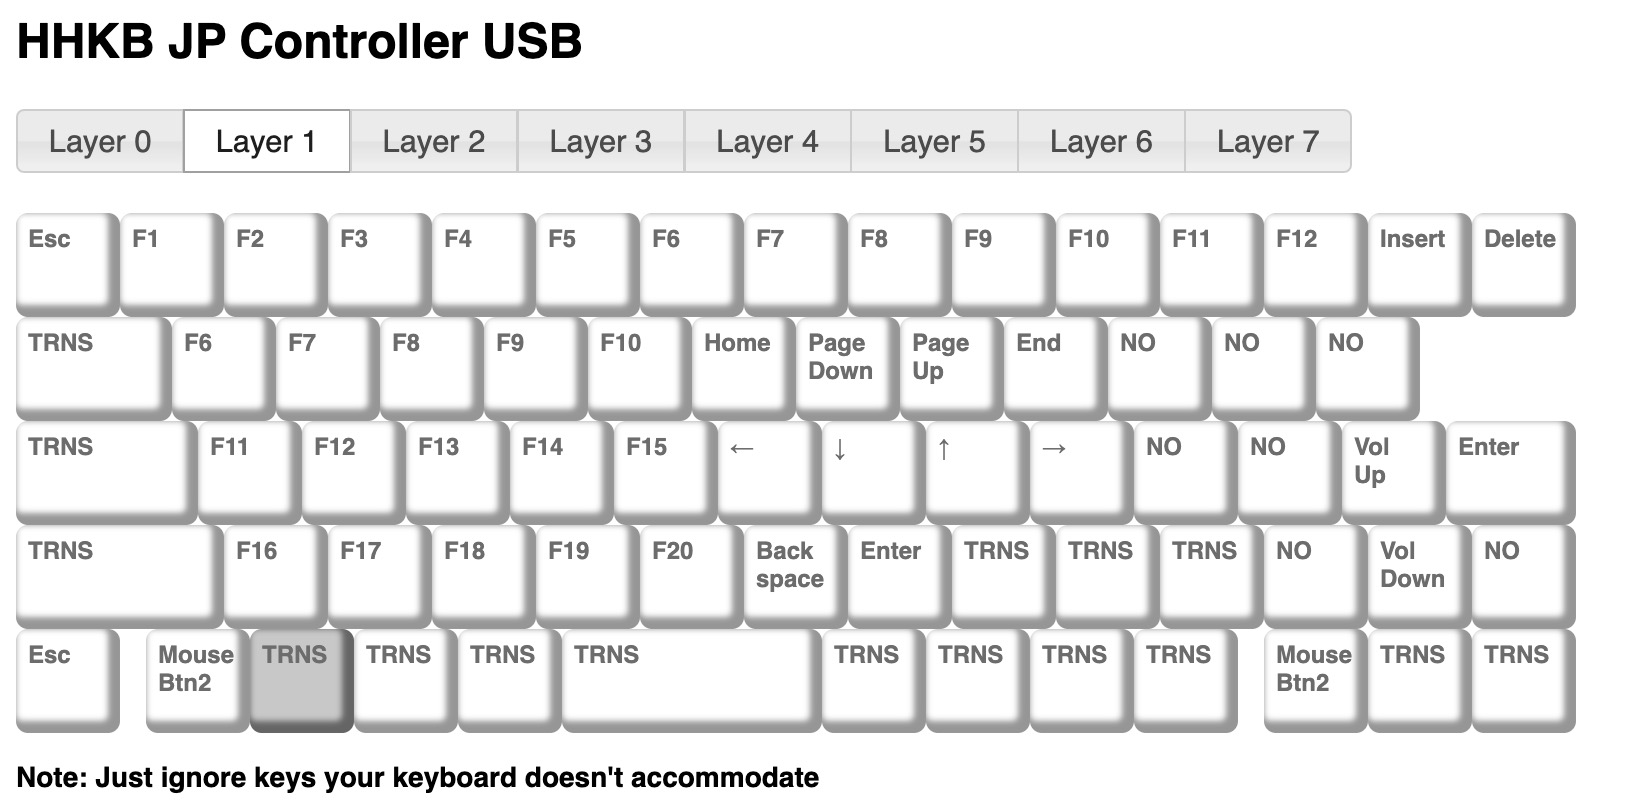 HHKB JP Controller USB
Layer 0 Layer 1 Layer 2 Layer 3 Layer 4 Layer 5 Layer 6 Layer 7
Esc F1 F2 F3 F4 F5 F6 F7 F8 F9 F10 F11 F12 Insert Delete
TRNS F6 F7 F8 F9 F10 Home Page Page End NO NO NO
Down Up
TRNS F11 F12 F13 F14 F15 ← ↓ ↑ → NO NO Vol Enter
Up
TRNS F16 F17 F18 F19 F20 Back Enter TRNS TRNS TRNS NO Vol NO
space Down
Esc Mouse TRNS TRNS TRNS TRNS TRNS TRNS TRNS TRNS Mouse TRNS TRNS
Btn2 Btn2
Note: Just ignore keys your keyboard doesn't accommodate